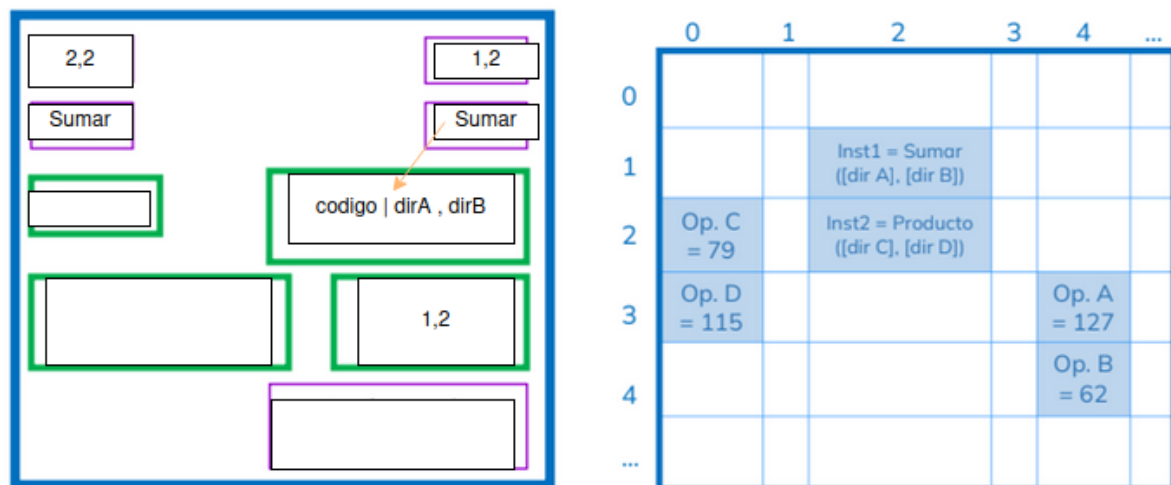 2,2
1,2
Sumar
Sumar
codigo | dirA , dirB
1,2
0 1 2 3 4 ...
0
1
Inst1 = Sumar
([dir A], [dir B])
2
Op. C
= 79
Inst2 = Producto
([dir C], [dir D])
3
Op. D
= 115
Op. A
= 127
4
Op. B
= 62
...